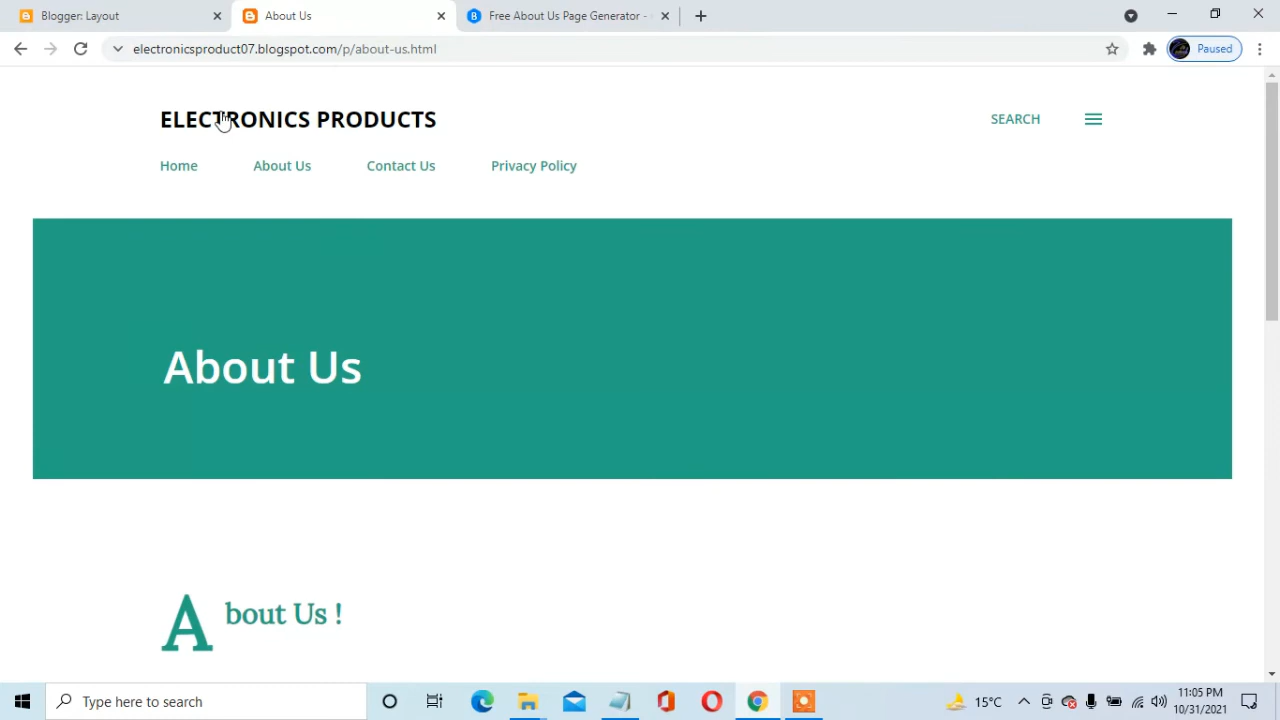 Blogger: Layout
About Us
Free About Us Page Generator -
electronicsproduct07.blogspot.com/p/about-us.html
Paused
ELECTRONICS PRODUCTS
SEARCH
Home
About Us
Contact Us
Privacy Policy
About Us
About Us !
Type here to search
15°C
11:05 PM
10/31/2021